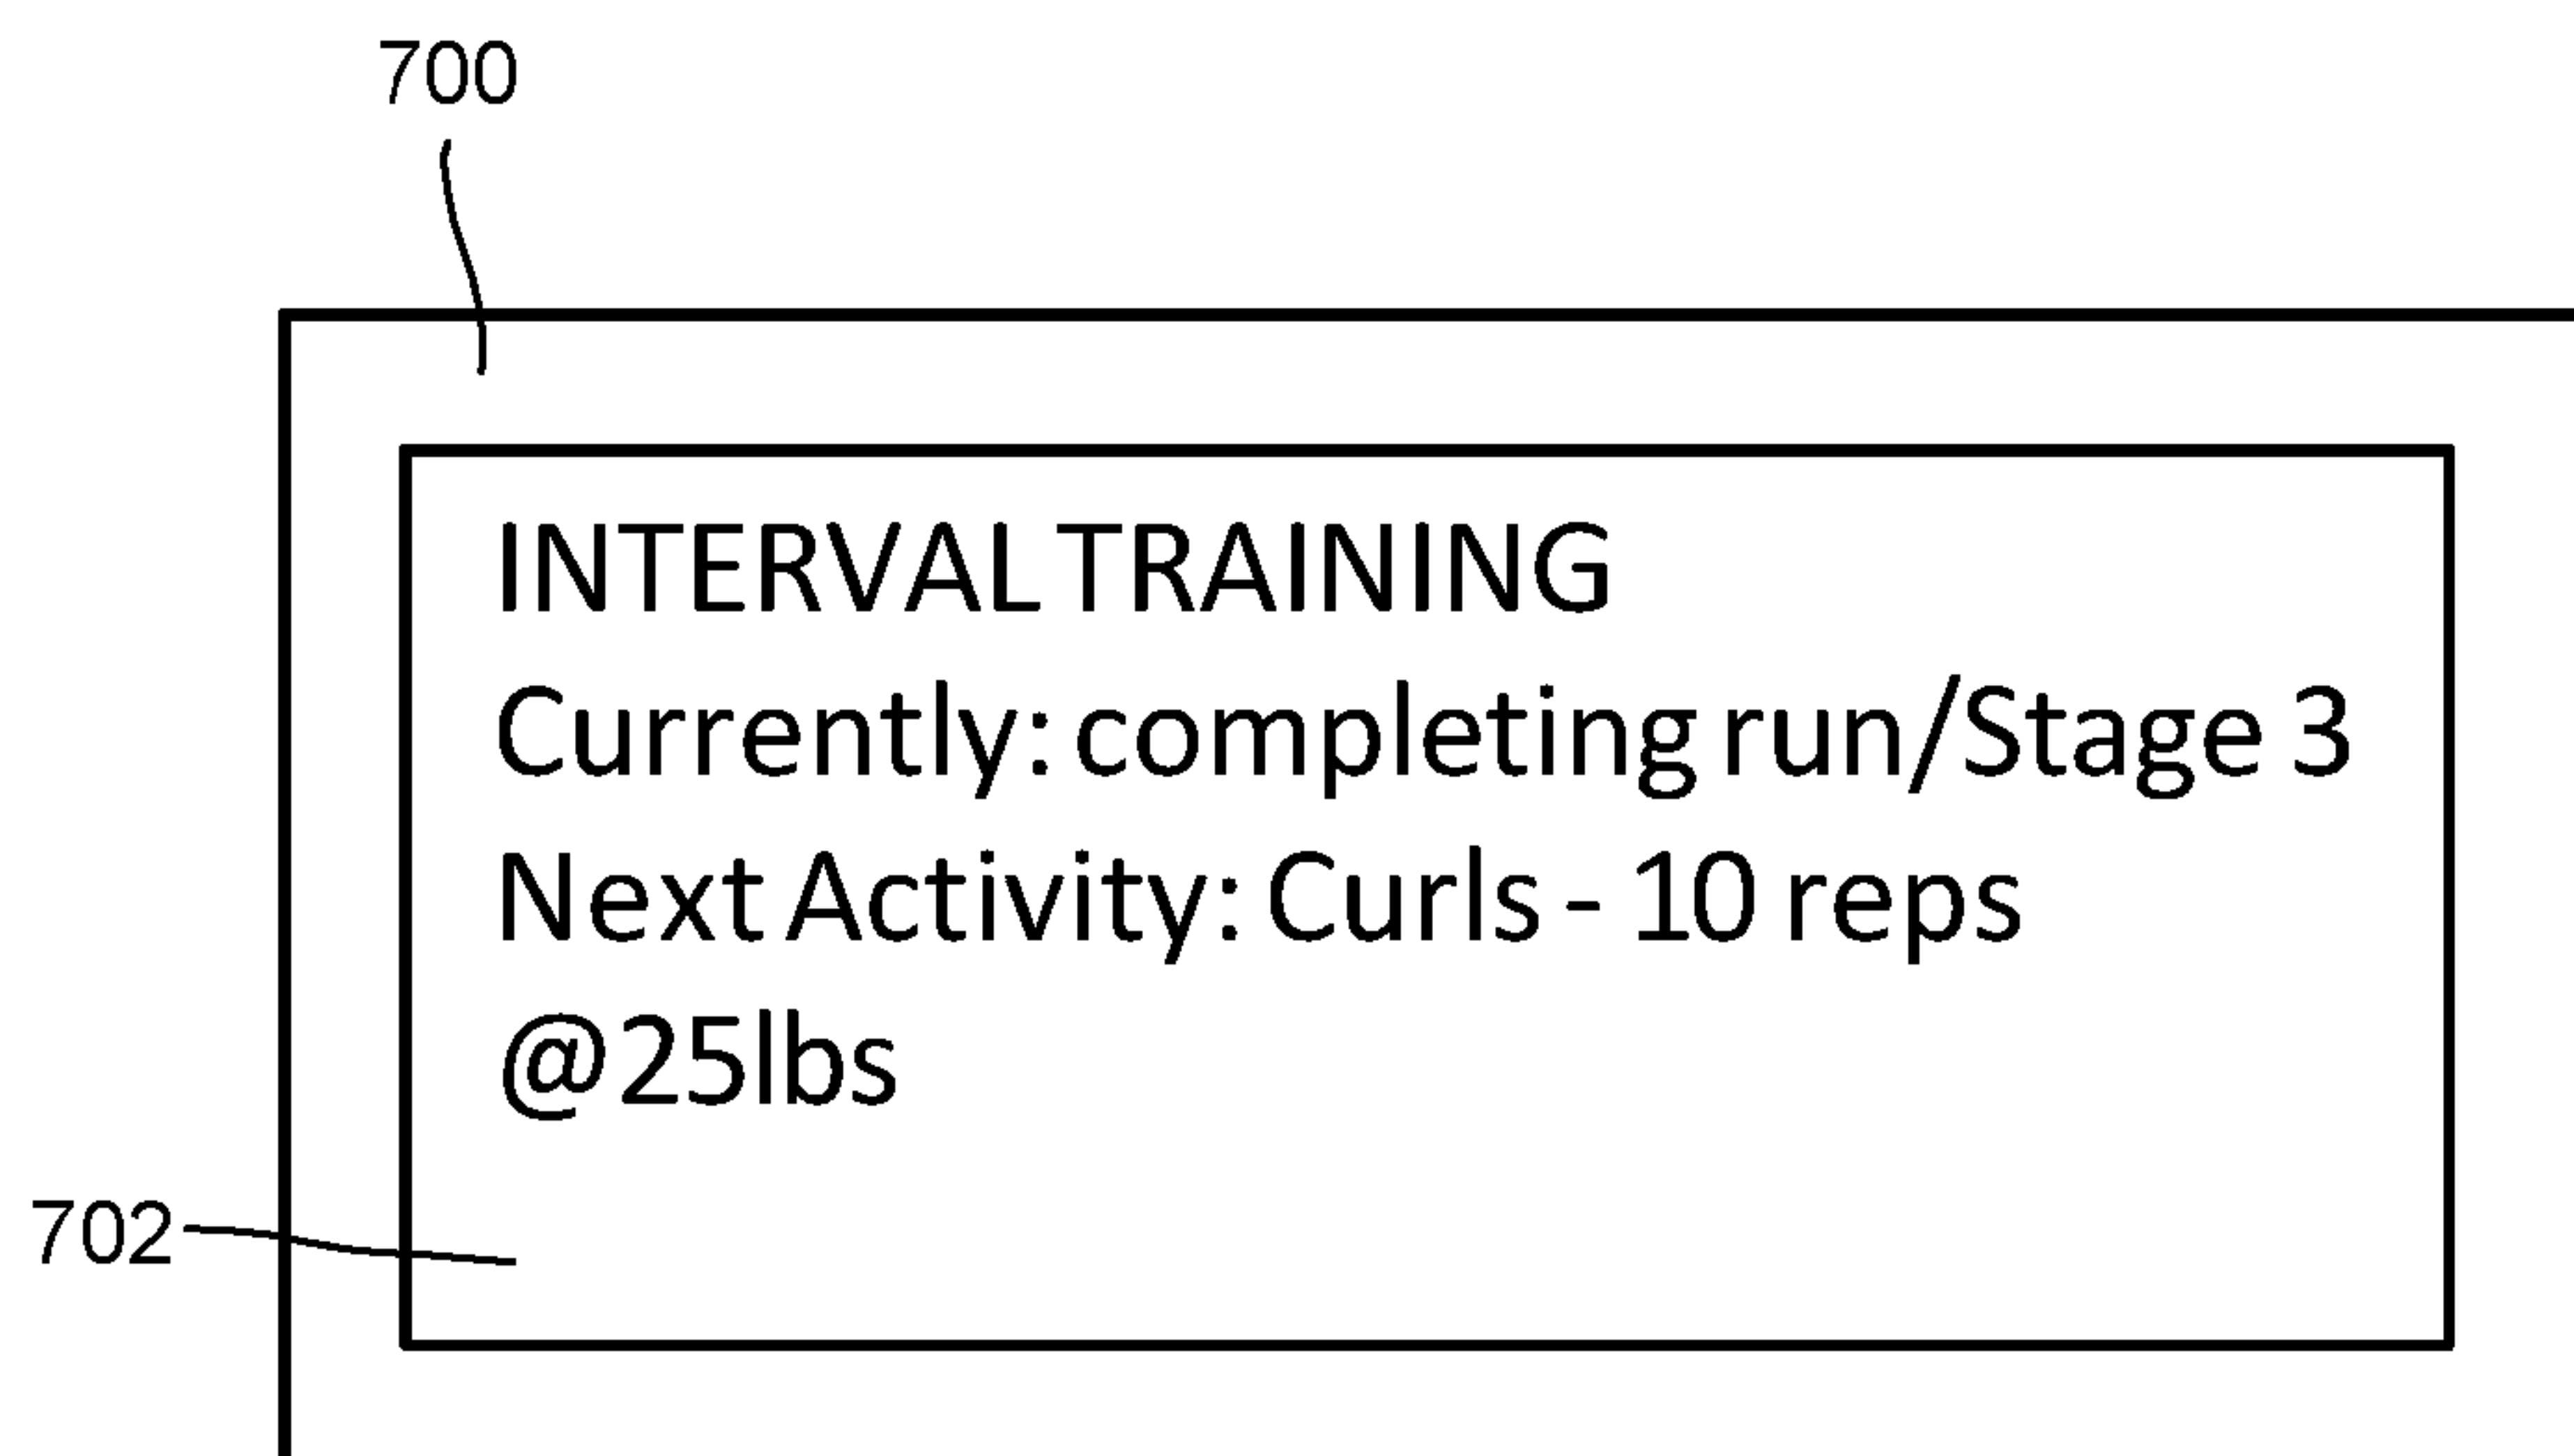 700
INTERVAL TRAINING
Currently: completing run/Stage 3
Next Activity: Curls - 10 reps
@25lbs
702